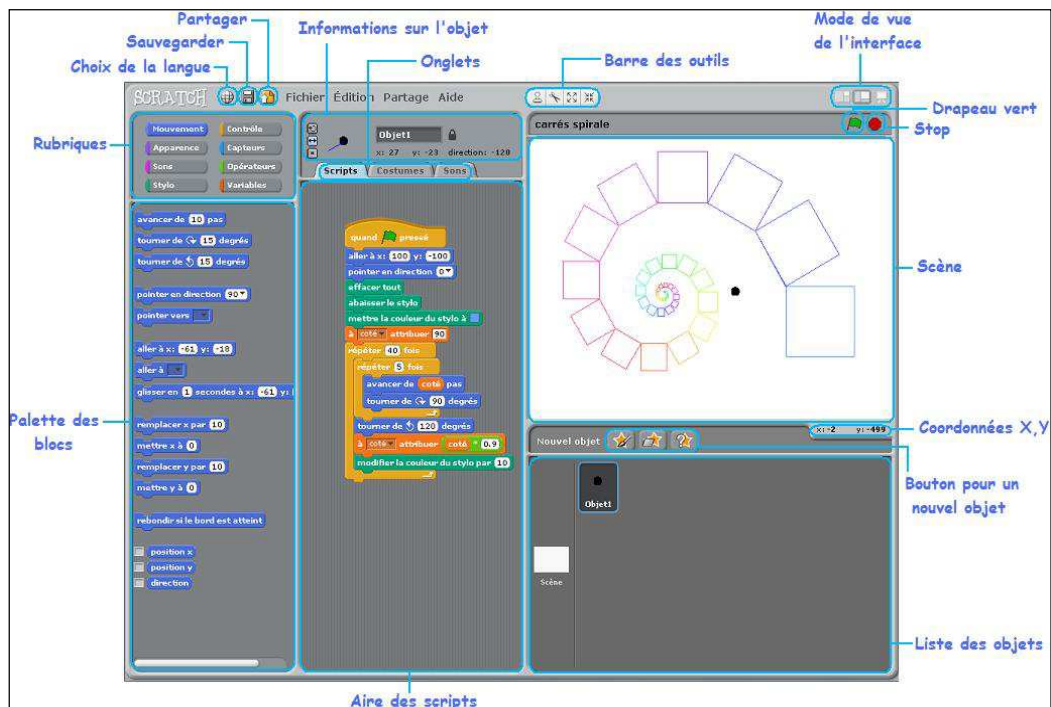 Partager
Sauvegarder
Choix de la langue
Informations sur l'objet
Onglets
Barre des outils
Mode de vue
de l'interface
Drapeau vert
Stop
SCRATCH
Fichier Édition Partage Aide
Rubriques
Mouvement Contrôle
Apparence Capteurs
Sons Opérateurs
Stylo Variables
Objet1
x: 27 y: -23 direction: -120
Scripts Costumes Sons
carrés spirale
Palette des
blocs
avancer de 10 pas
tourner de 15 degrés
tourner de 15 degrés
pointer en direction 90
pointer vers
aller à x: -61 y: -18
aller à
glisser en 1 secondes à x: -61 y:
remplacer x par 10
mettre x à 0
remplacer y par 10
mettre y à 0
rebondir si le bord est atteint
position x
position y
direction
quand pressé
aller à x: 100 y: -100
pointer en direction 0
effacer tout
abaisser le stylo
mettre la couleur du stylo à
à coté attribuer 90
répéter 40 fois
répéter 5 fois
avancer de coté pas
tourner de 90 degrés
tourner de 120 degrés
à coté attribuer coté * 0.9
modifier la couleur du stylo par 10
Aire des scripts
Scène
x: -2 y: -499
Coordonnées X,Y
Nouvel objet
Bouton pour un
nouvel objet
Objet1
Scène
Liste des objets